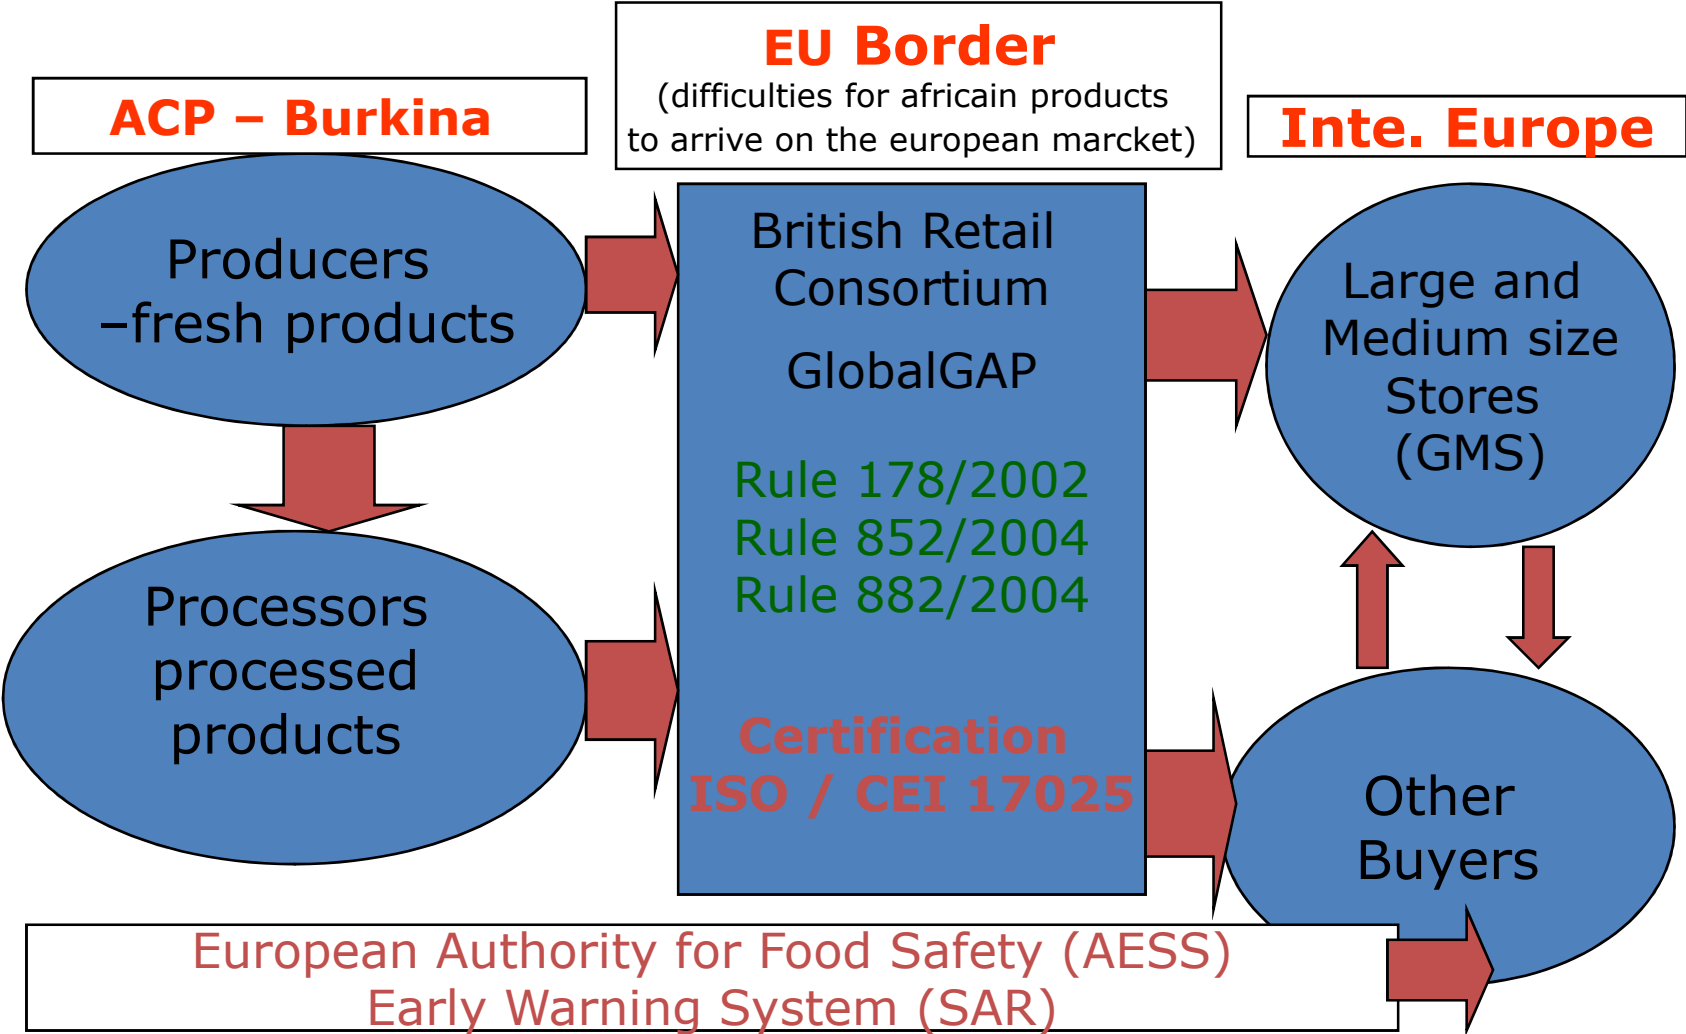 ACP – Burkina
EU Border
(difficulties for africain products
to arrive on the european marcket)
Inte. Europe
Producers
–fresh products
Processors
processed
products
British Retail
Consortium
GlobalGAP
Rule 178/2002
Rule 852/2004
Rule 882/2004
Certification
ISO / CEI 17025
Large and
Medium size
Stores
(GMS)
Other
Buyers
European Authority for Food Safety (AESS)
Early Warning System (SAR)